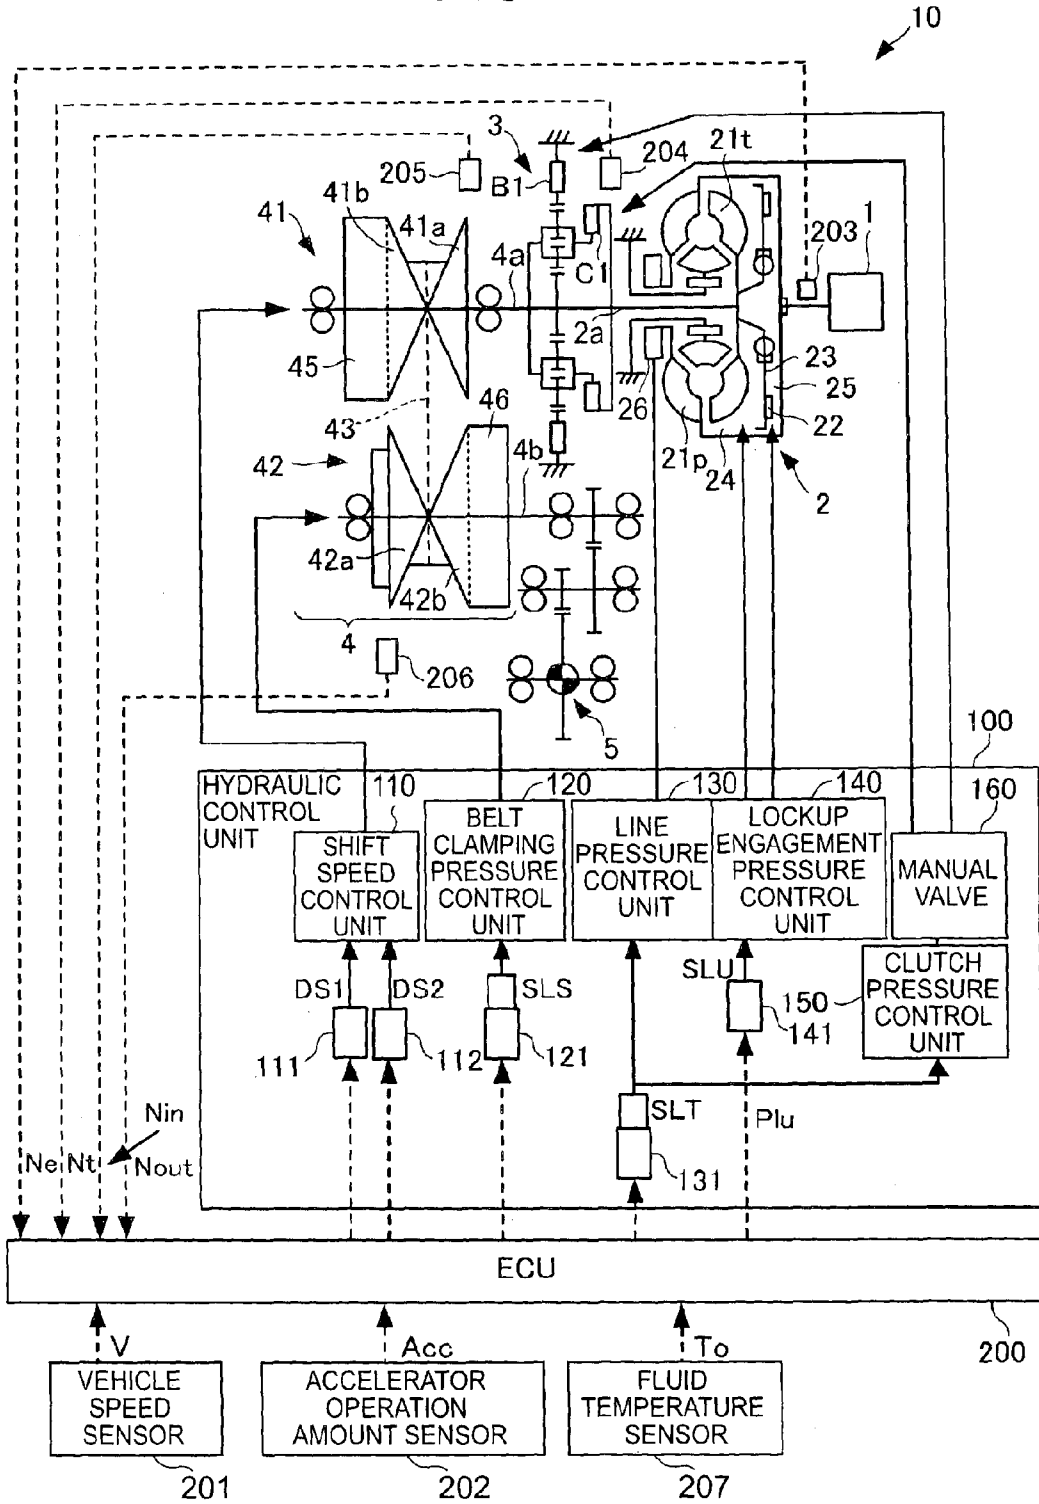 10
3
204
21t
205
B1
1
41b
203
41
41a
4a
C1
2a
45
23
46
26
25
43
22
4b
21p
42
24
2
42a
42b
4
206
5
100
HYDRAULIC
CONTROL
UNIT
110
120
130
140
160
SHIFT
SPEED
CONTROL
UNIT
BELT
CLAMPING
PRESSURE
CONTROL
UNIT
LINE
PRESSURE
CONTROL
UNIT
LOCKUP
ENGAGEMENT
PRESSURE
CONTROL
UNIT
MANUAL
VALVE
CLUTCH
PRESSURE
CONTROL
UNIT
DS1
DS2
SLS
SLU
150
141
111
112
121
SLT
Plu
131
Nin
Ne
Nt
Nout
ECU
200
V
Acc
To
VEHICLE
SPEED
SENSOR
ACCELERATOR
OPERATION
AMOUNT SENSOR
FLUID
TEMPERATURE
SENSOR
201
202
207